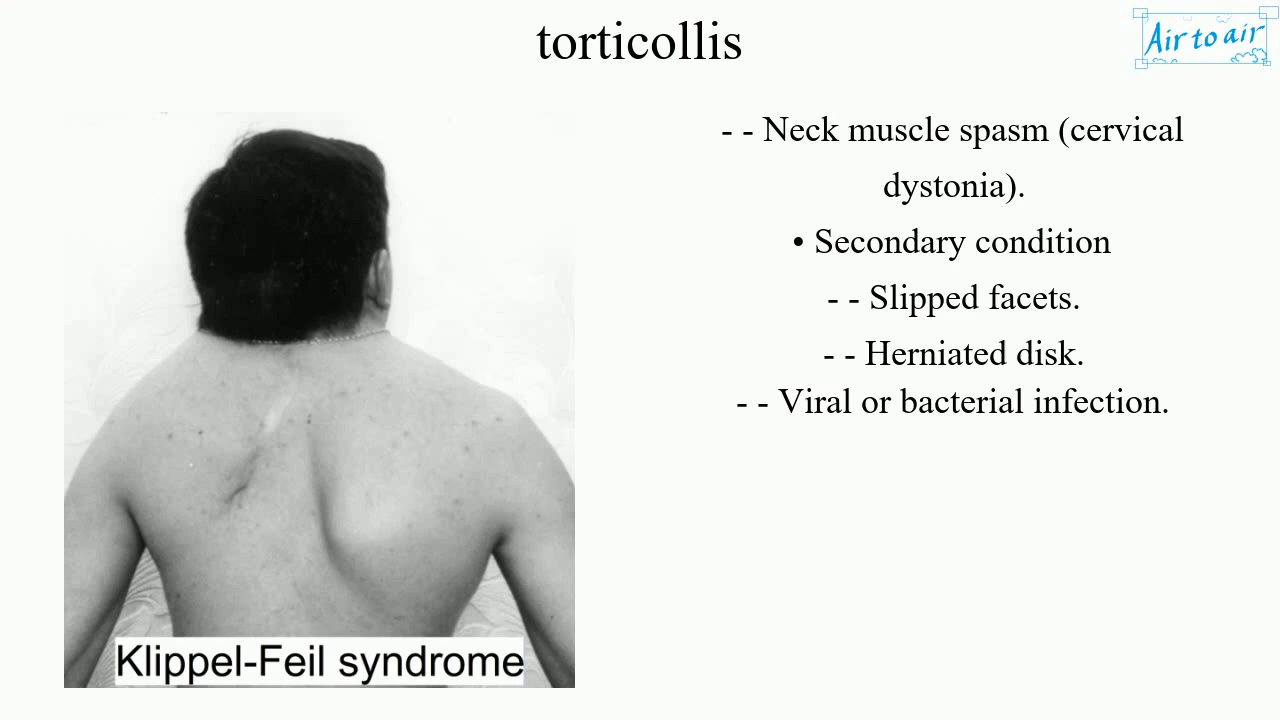 torticollis
Air to air
- - Neck muscle spasm (cervical
dystonia).
• Secondary condition
- - Slipped facets.
- - Herniated disk.
- - Viral or bacterial infection.
Klippel-Feil syndrome